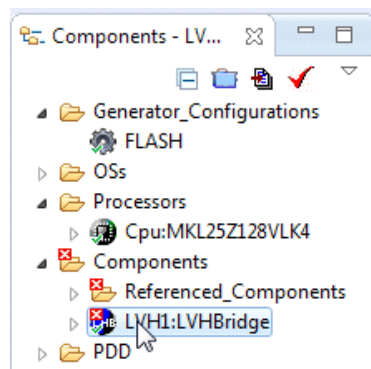 Components - LV...
Generator_Configurations
FLASH
OSs
Processors
Cpu:MKL25Z128VLK4
Components
Referenced_Components
LVH1:LVHBridge
PDD